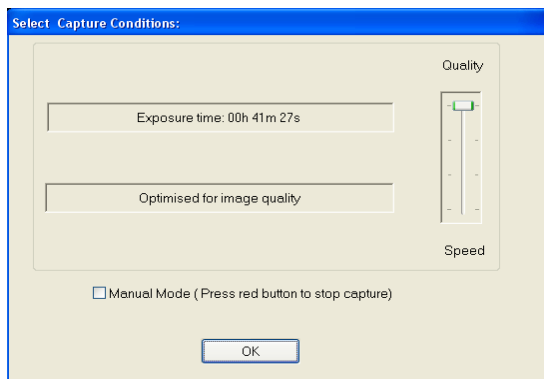 Select Capture Conditions:
Quality
Exposure time: 00h 41m 27s
Optimised for image quality
Speed
Manual Mode ( Press red button to stop capture)
OK